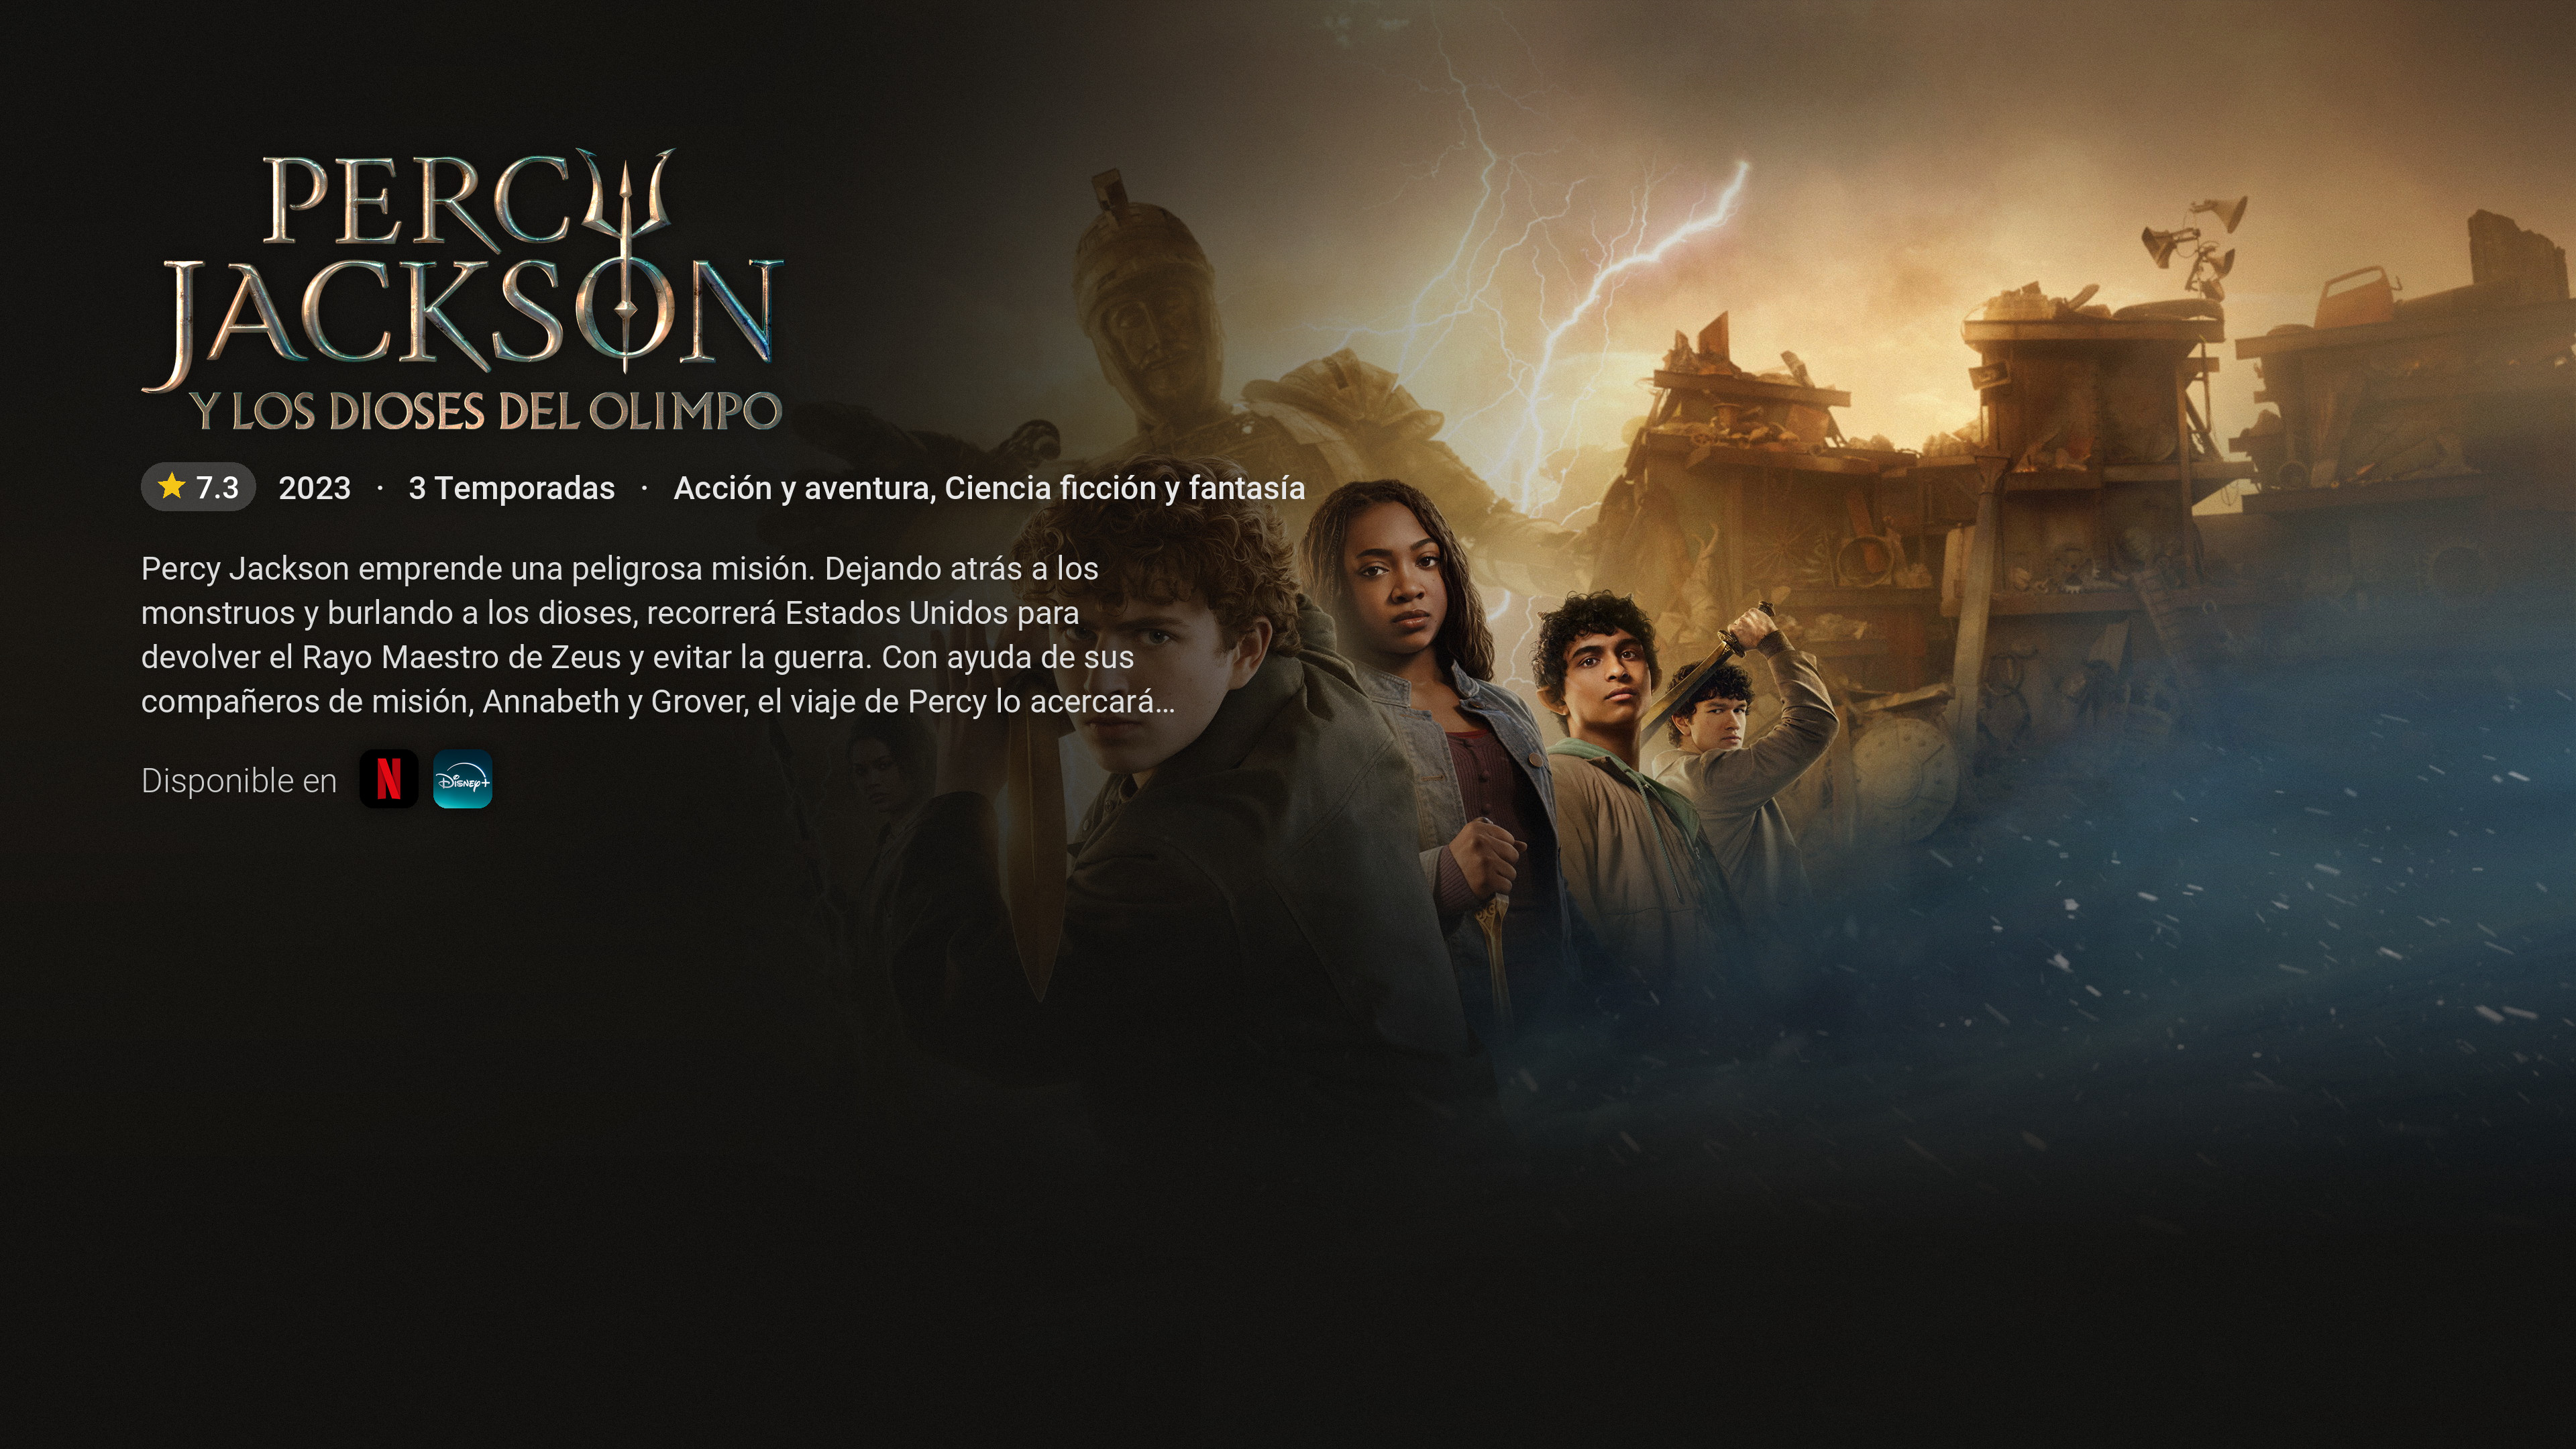 PERCY
JACKSON
Y LOS DIOSES DEL OLIMPO
7.3 2023 · 3 Temporadas · Acción y aventura, Ciencia ficción y fantasía
Percy Jackson emprende una peligrosa misión. Dejando atrás a los
monstruos y burlando a los dioses, recorrerá Estados Unidos para
devolver el Rayo Maestro de Zeus y evitar la guerra. Con ayuda de sus
compañeros de misión, Annabeth y Grover, el viaje de Percy lo acercará…
Disponible en N Disney+